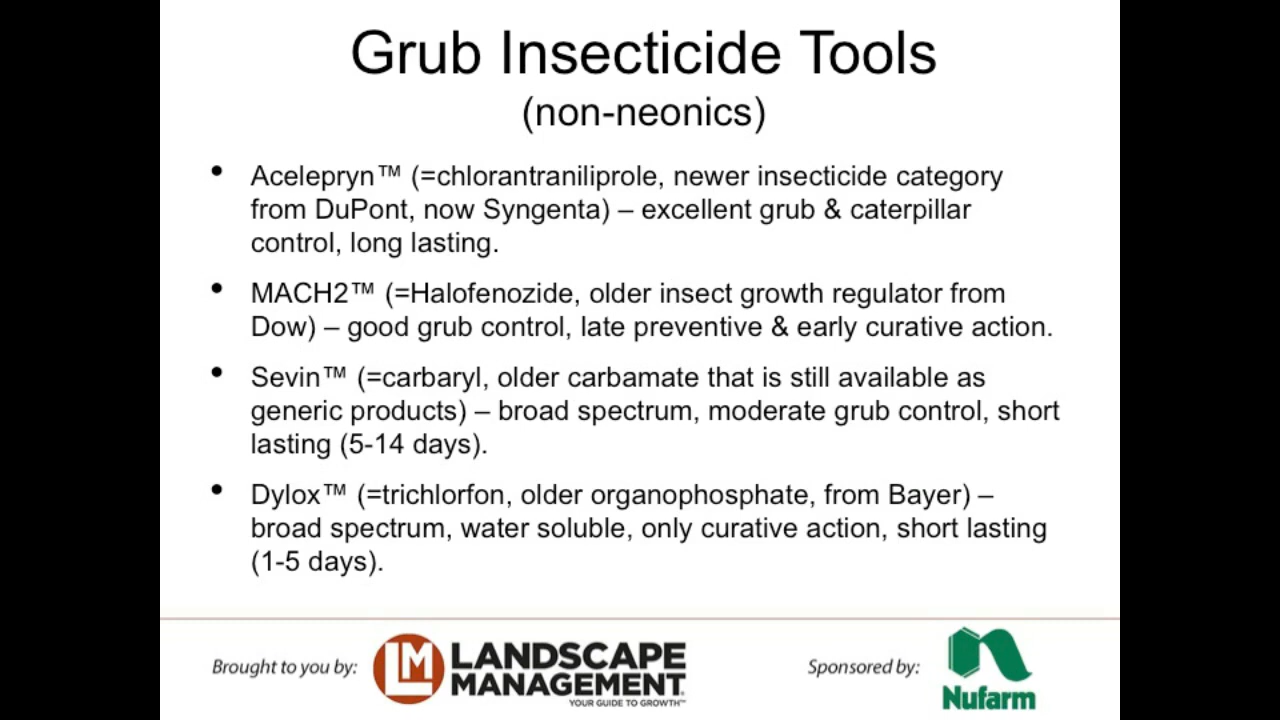 Grub Insecticide Tools
(non-neonics)
• Acelepryn™ (=chlorantraniliprole, newer insecticide category
from DuPont, now Syngenta) – excellent grub & caterpillar
control, long lasting.
• MACH2™ (=Halofenozide, older insect growth regulator from
Dow) – good grub control, late preventive & early curative action.
• Sevin™ (=carbaryl, older carbamate that is still available as
generic products) – broad spectrum, moderate grub control, short
lasting (5-14 days).
• Dylox™ (=trichlorfon, older organophosphate, from Bayer) –
broad spectrum, water soluble, only curative action, short lasting
(1-5 days).
Brought to you by:
LM
LANDSCAPE
MANAGEMENT
YOUR GUIDE TO GROWTH™
Sponsored by:
Nufarm